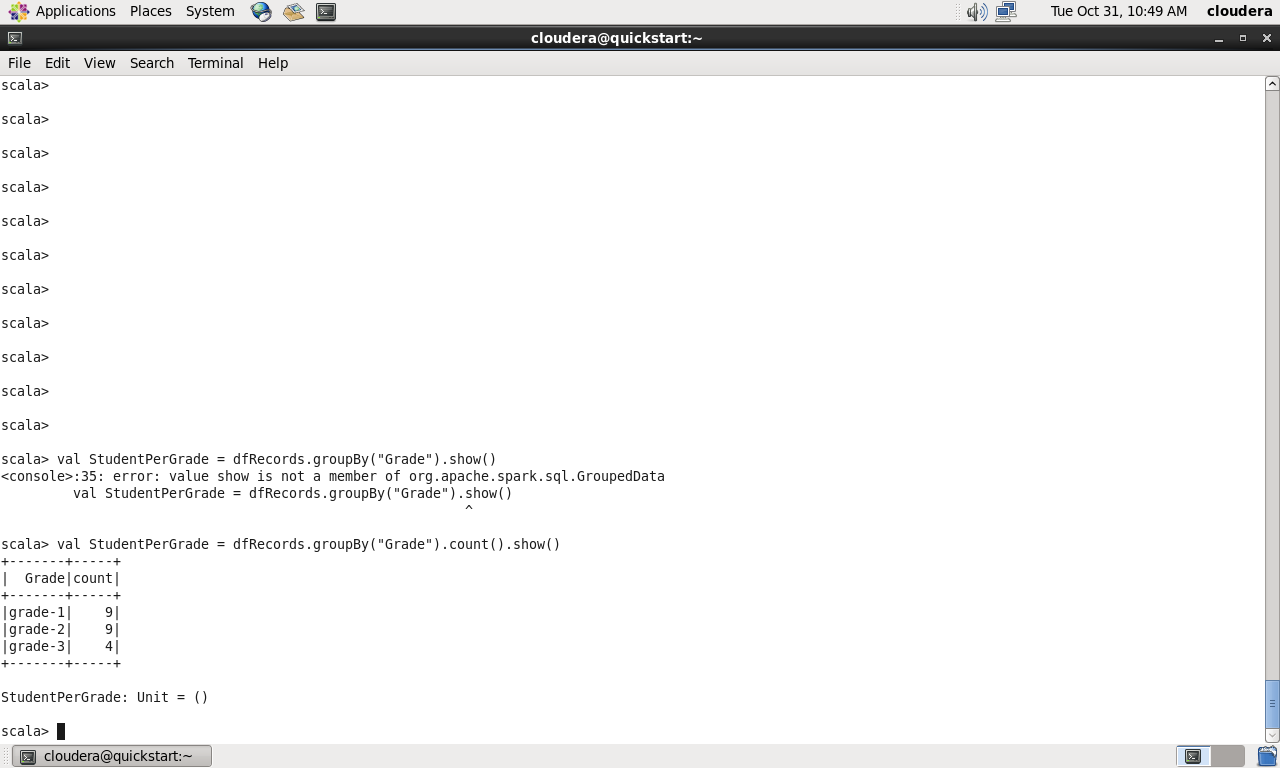 Applications Places System Tue Oct 31, 10:49 AM cloudera
cloudera@quickstart:~
File Edit View Search Terminal Help
scala>
scala>
scala>
scala>
scala>
scala>
scala>
scala>
scala>
scala>
scala>
scala> val StudentPerGrade = dfRecords.groupBy("Grade").show()
<console>:35: error: value show is not a member of org.apache.spark.sql.GroupedData
         val StudentPerGrade = dfRecords.groupBy("Grade").show()
                                                          ^
scala> val StudentPerGrade = dfRecords.groupBy("Grade").count().show()
+-------+-----+
|  Grade|count|
+-------+-----+
|grade-1|    9|
|grade-2|    9|
|grade-3|    4|
+-------+-----+
StudentPerGrade: Unit = ()
scala>
cloudera@quickstart:~